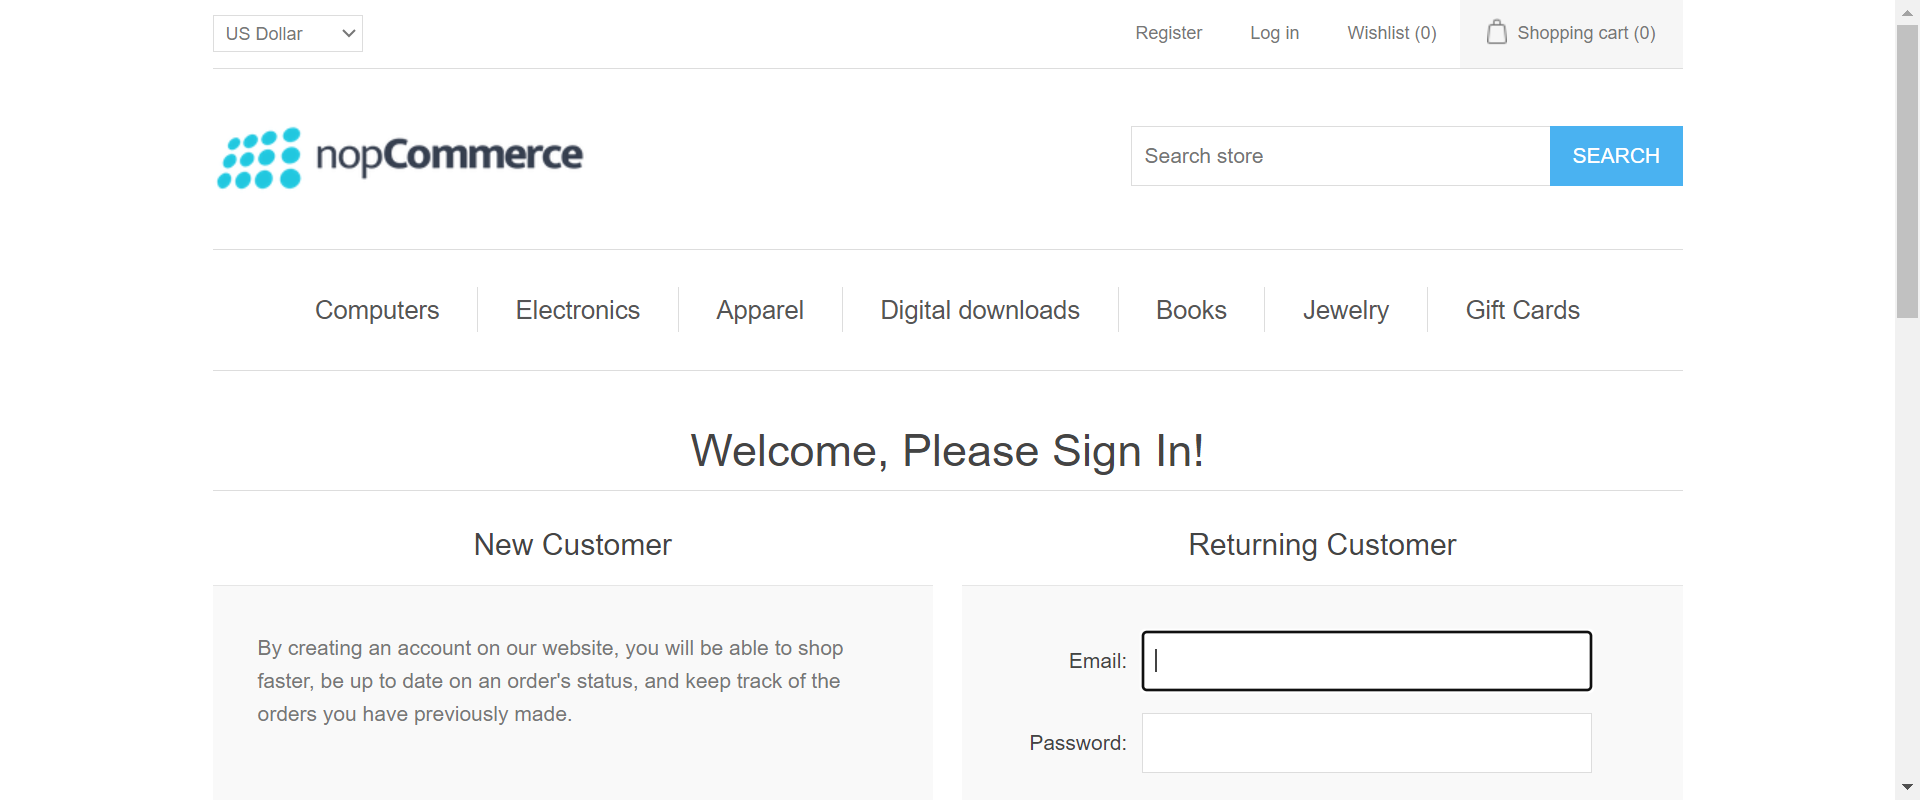 US Dollar
Register Log in Wishlist (0) Shopping cart (0)
nopCommerce
Search store SEARCH
Computers Electronics Apparel Digital downloads Books Jewelry Gift Cards
Welcome, Please Sign In!
New Customer
By creating an account on our website, you will be able to shop
faster, be up to date on an order's status, and keep track of the
orders you have previously made.
Returning Customer
Email:
Password: